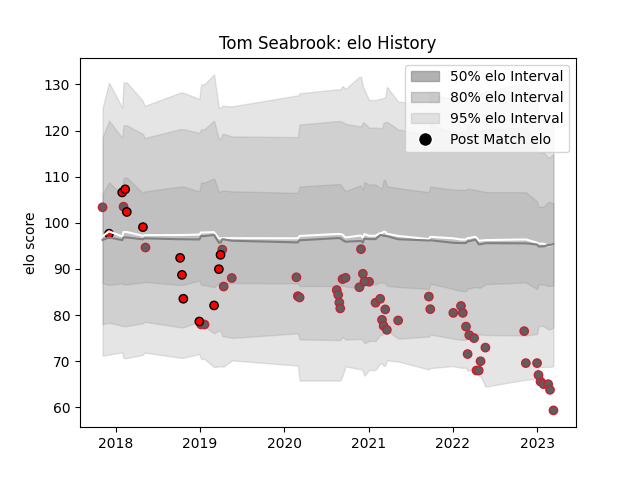 Tom Seabrook: elo History
50% elo Interval
80% elo Interval
95% elo Interval
Post Match elo
elo score
130
120
110
100
90
80
70
60
2018 2019 2020 2021 2022 2023